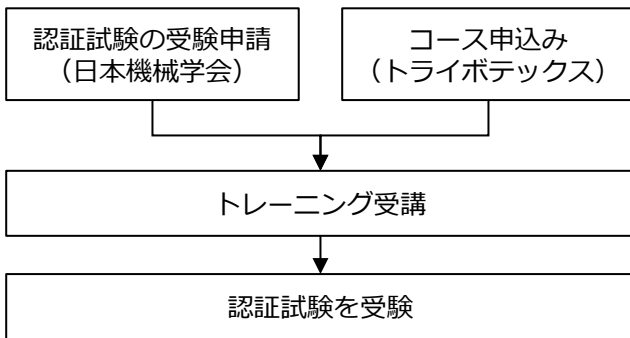 認証試験の受験申請
(日本機械学会)
コース申込み
(トライボテックス)
トレーニング受講
認証試験を受験